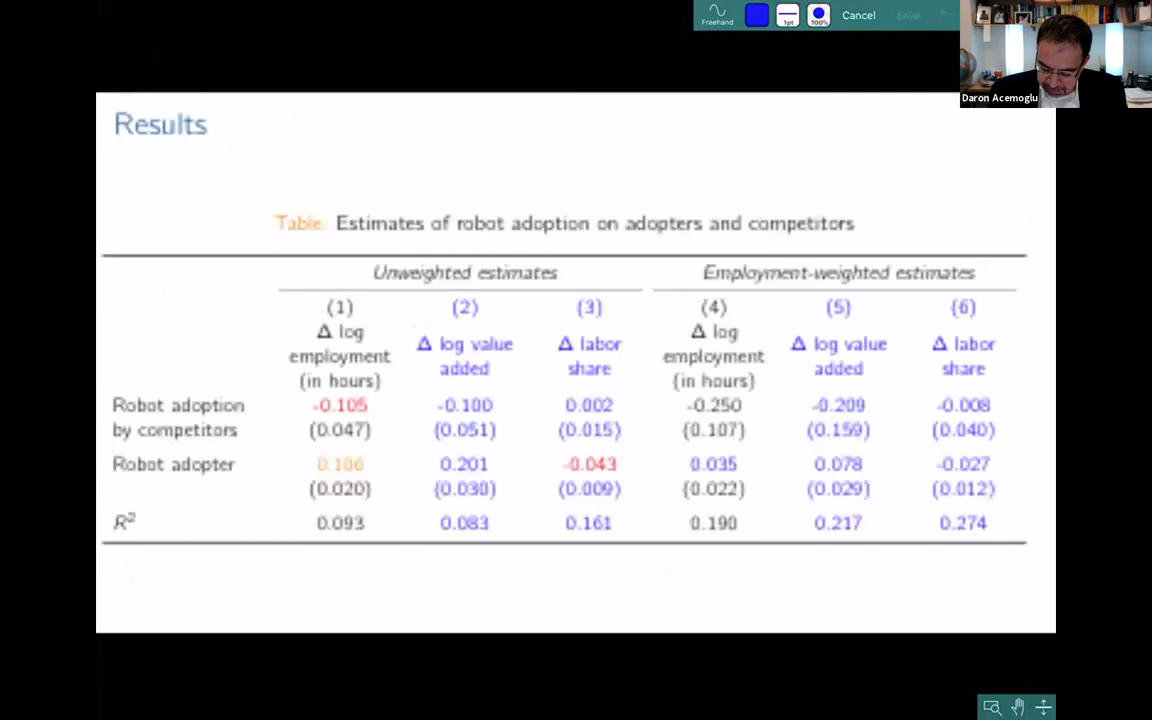 Freehand
1pt
100%
Cancel
Save
Daron Acemoglu
Results
Table: Estimates of robot adoption on adopters and competitors
Unweighted estimates Employment-weighted estimates
(1) (2) (3) (4) (5) (6)
Δ log employment (in hours) Δ log value added Δ labor share Δ log employment (in hours) Δ log value added Δ labor share
Robot adoption -0.105 -0.100 0.002 -0.250 -0.209 -0.008
by competitors (0.047) (0.051) (0.015) (0.107) (0.159) (0.040)
Robot adopter 0.106 0.201 -0.043 0.035 0.078 -0.027
(0.020) (0.030) (0.009) (0.022) (0.029) (0.012)
R² 0.093 0.083 0.161 0.190 0.217 0.274